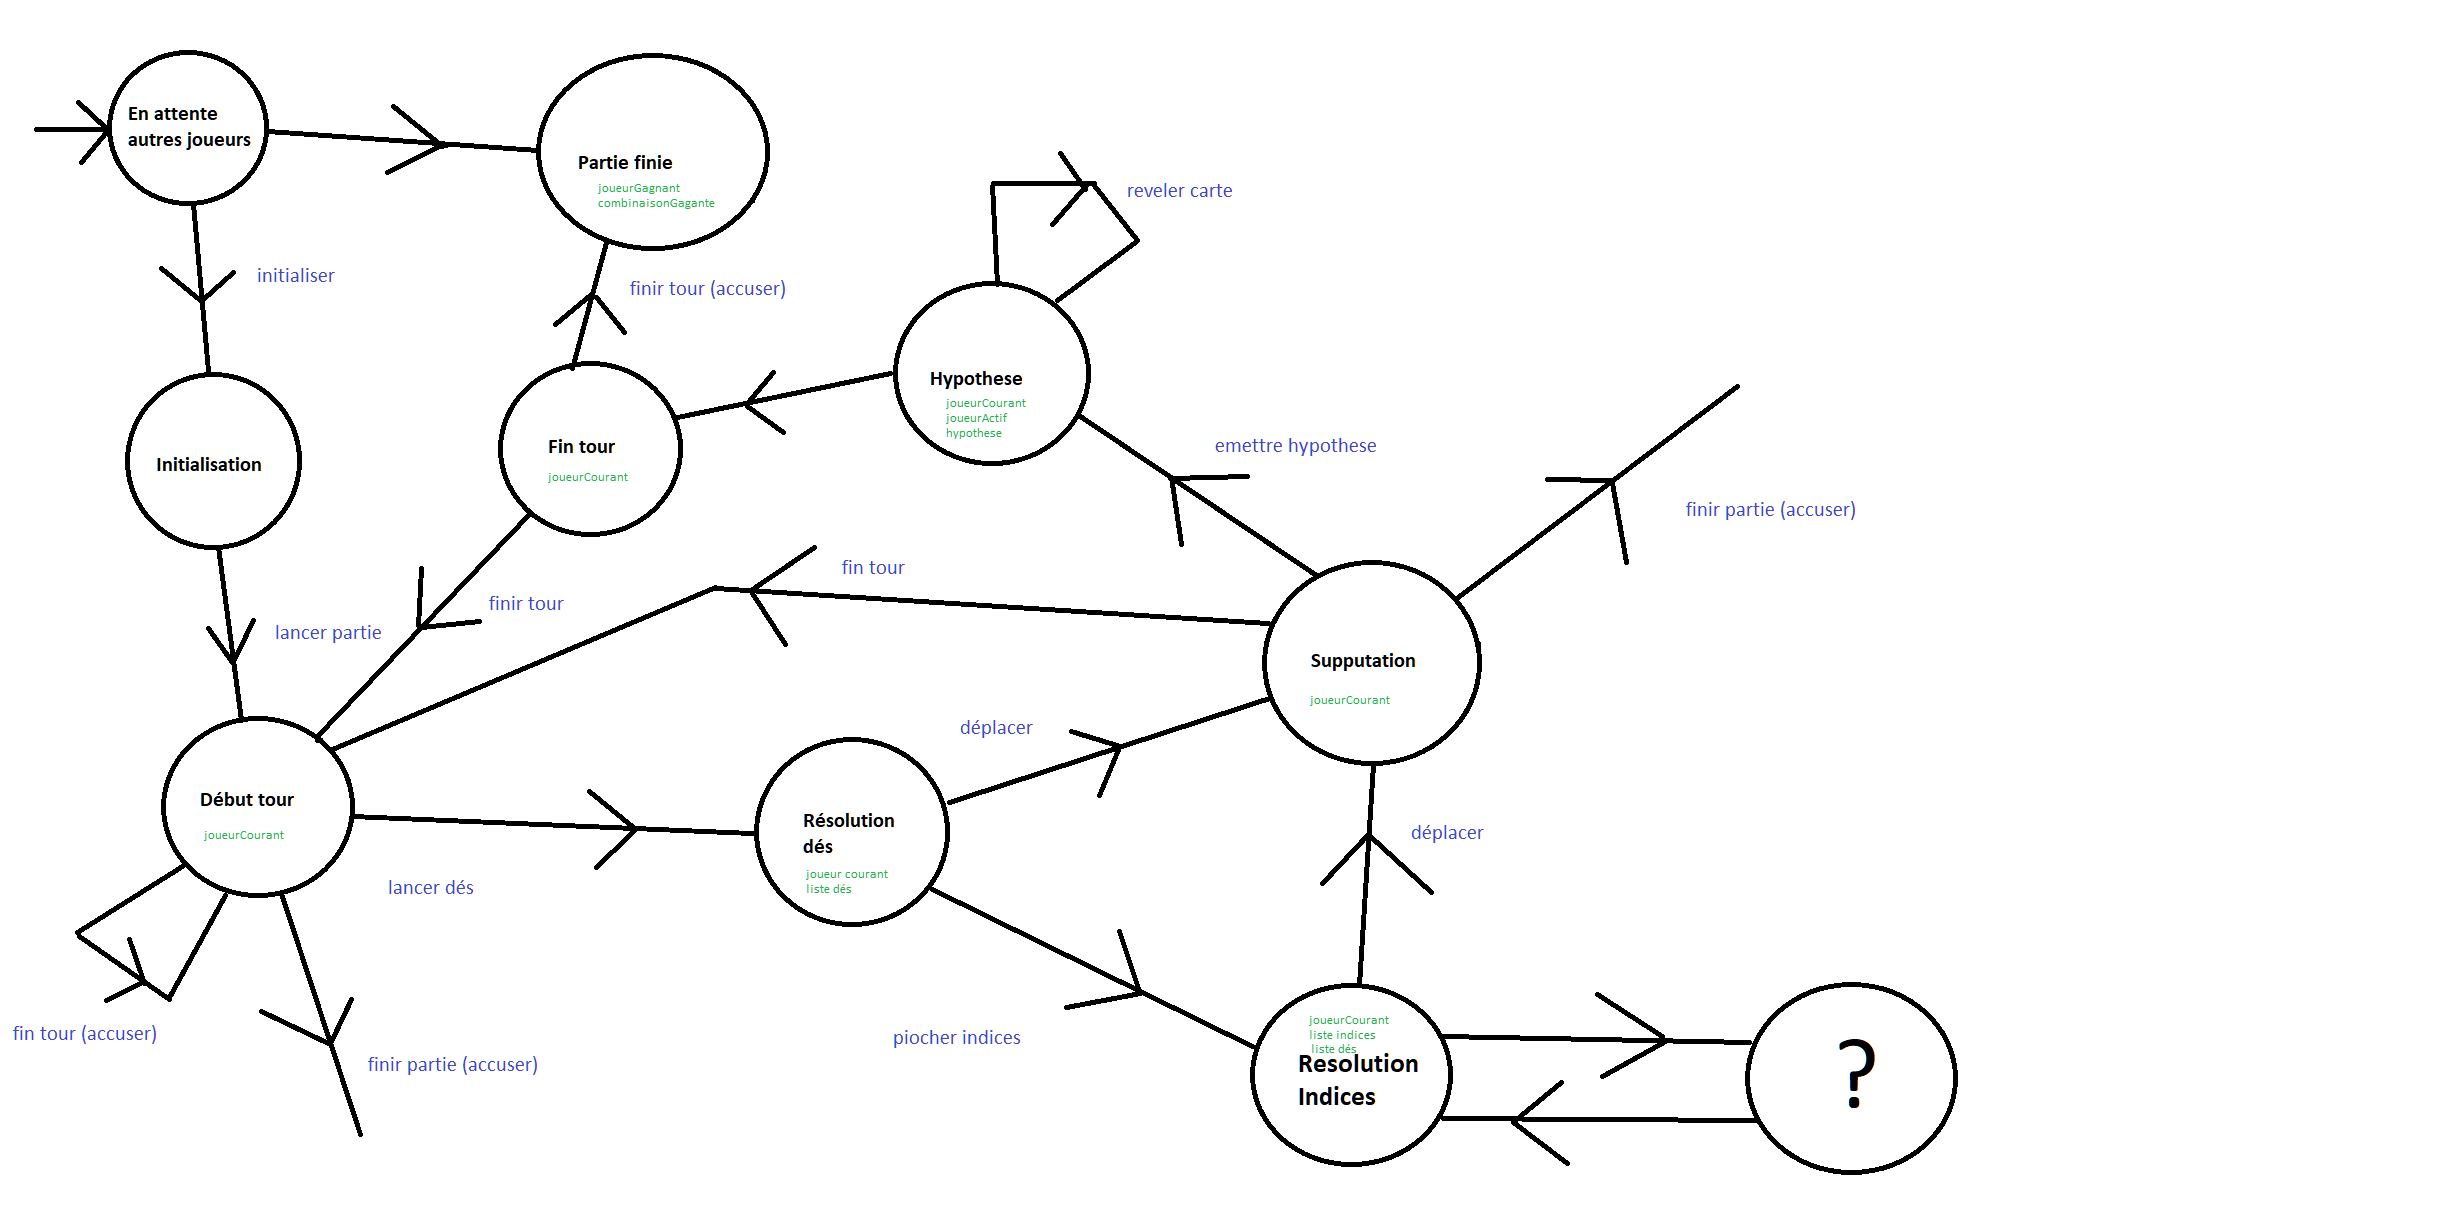 En attente
autres joueurs
Partie finie
joueurGagnant
combinaisonGagante
reveler carte
initialiser
finir tour (accuser)
Hypothese
joueurCourant
joueurActif
hypothese
Fin tour
joueurCourant
Initialisation
emettre hypothese
finir partie (accuser)
fin tour
finir tour
lancer partie
Supputation
joueurCourant
déplacer
Début tour
joueurCourant
Résolution
dés
joueur courant
liste dés
déplacer
lancer dés
fin tour (accuser)
finir partie (accuser)
piocher indices
joueurCourant
liste indices
liste dés
Resolution
Indices
?